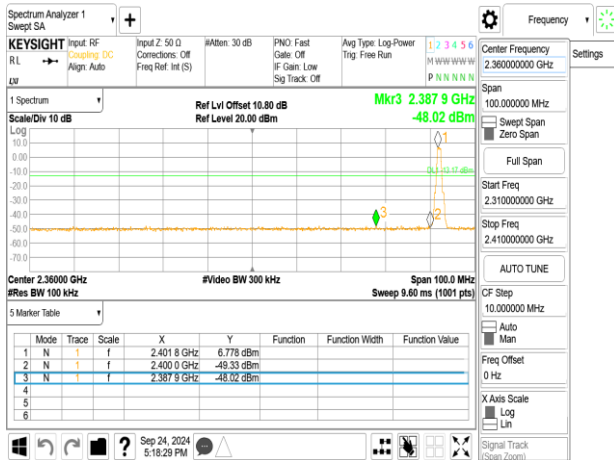 Spectrum Analyzer 1
Swept SA
Frequency
Settings
KEYSIGHT
RL
Input: RF
Coupling: DC
Align: Auto
Input Z: 50 Ω
Corrections: Off
Freq Ref: Int (S)
#Atten: 30 dB
PNO: Fast
Gate: Off
IF Gain: Low
Sig Track: Off
Avg Type: Log-Power
Trig: Free Run
1 2 3 4 5 6
M W W W W W
P N N N N N
1 Spectrum
Scale/Div 10 dB
Ref Lvl Offset 10.80 dB
Ref Level 20.00 dBm
Mkr3 2.387 9 GHz
-48.02 dBm
Log
10.0
0.00
-10.0
-20.0
-30.0
-40.0
-50.0
-60.0
-70.0
1
DL1 -13.17 dBm
3
2
Center 2.36000 GHz
#Video BW 300 kHz
Span 100.0 MHz
#Res BW 100 kHz
Sweep 9.60 ms (1001 pts)
5 Marker Table
Mode Trace Scale X Y Function Function Width Function Value
1 N 1 f 2.401 8 GHz 6.778 dBm
2 N 1 f 2.400 0 GHz -49.33 dBm
3 N 1 f 2.387 9 GHz -48.02 dBm
4
5
6
Sep 24, 2024
5:18:29 PM
Center Frequency
2.360000000 GHz
Span
100.000000 MHz
Swept Span
Zero Span
Full Span
Start Freq
2.310000000 GHz
Stop Freq
2.410000000 GHz
AUTO TUNE
CF Step
10.000000 MHz
Auto
Man
Freq Offset
0 Hz
X Axis Scale
Log
Lin
Signal Track
(Span Zoom)